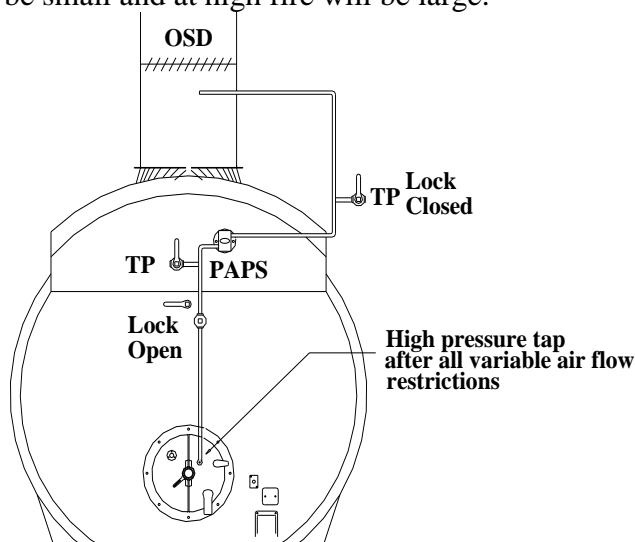 be small and at high fire will be large.
OSD
TP Lock
Closed
TP
PAPS
Lock
Open
High pressure tap
after all variable air flow
restrictions